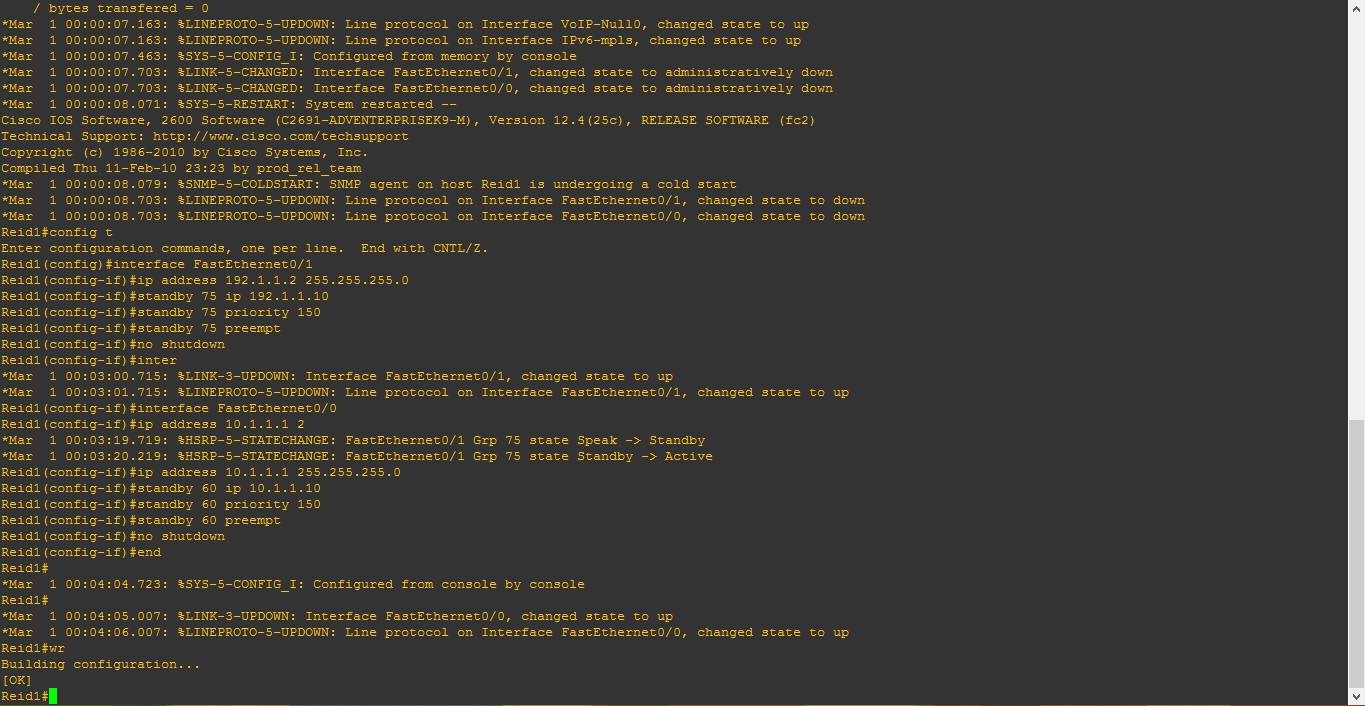 / bytes transfered = 0
*Mar  1 00:00:07.163: %LINEPROTO-5-UPDOWN: Line protocol on Interface VoIP-Null0, changed state to up
*Mar  1 00:00:07.163: %LINEPROTO-5-UPDOWN: Line protocol on Interface IPv6-mpls, changed state to up
*Mar  1 00:00:07.463: %SYS-5-CONFIG_I: Configured from memory by console
*Mar  1 00:00:07.703: %LINK-5-CHANGED: Interface FastEthernet0/1, changed state to administratively down
*Mar  1 00:00:07.703: %LINK-5-CHANGED: Interface FastEthernet0/0, changed state to administratively down
*Mar  1 00:00:08.071: %SYS-5-RESTART: System restarted --
Cisco IOS Software, 2600 Software (C2691-ADVENTERPRISEK9-M), Version 12.4(25c), RELEASE SOFTWARE (fc2)
Technical Support: http://www.cisco.com/techsupport
Copyright (c) 1986-2010 by Cisco Systems, Inc.
Compiled Thu 11-Feb-10 23:23 by prod_rel_team
*Mar  1 00:00:08.079: %SNMP-5-COLDSTART: SNMP agent on host Reid1 is undergoing a cold start
*Mar  1 00:00:08.703: %LINEPROTO-5-UPDOWN: Line protocol on Interface FastEthernet0/1, changed state to down
*Mar  1 00:00:08.703: %LINEPROTO-5-UPDOWN: Line protocol on Interface FastEthernet0/0, changed state to down
Reid1#config t
Enter configuration commands, one per line.  End with CNTL/Z.
Reid1(config)#interface FastEthernet0/1
Reid1(config-if)#ip address 192.1.1.2 255.255.255.0
Reid1(config-if)#standby 75 ip 192.1.1.10
Reid1(config-if)#standby 75 priority 150
Reid1(config-if)#standby 75 preempt
Reid1(config-if)#no shutdown
Reid1(config-if)#inter
*Mar  1 00:03:00.715: %LINK-3-UPDOWN: Interface FastEthernet0/1, changed state to up
*Mar  1 00:03:01.715: %LINEPROTO-5-UPDOWN: Line protocol on Interface FastEthernet0/1, changed state to up
Reid1(config-if)#interface FastEthernet0/0
Reid1(config-if)#ip address 10.1.1.1 2
*Mar  1 00:03:19.719: %HSRP-5-STATECHANGE: FastEthernet0/1 Grp 75 state Speak -> Standby
*Mar  1 00:03:20.219: %HSRP-5-STATECHANGE: FastEthernet0/1 Grp 75 state Standby -> Active
Reid1(config-if)#ip address 10.1.1.1 255.255.255.0
Reid1(config-if)#standby 60 ip 10.1.1.10
Reid1(config-if)#standby 60 priority 150
Reid1(config-if)#standby 60 preempt
Reid1(config-if)#no shutdown
Reid1(config-if)#end
Reid1#
*Mar  1 00:04:04.723: %SYS-5-CONFIG_I: Configured from console by console
Reid1#
*Mar  1 00:04:05.007: %LINK-3-UPDOWN: Interface FastEthernet0/0, changed state to up
*Mar  1 00:04:06.007: %LINEPROTO-5-UPDOWN: Line protocol on Interface FastEthernet0/0, changed state to up
Reid1#wr
Building configuration...
[OK]
Reid1#